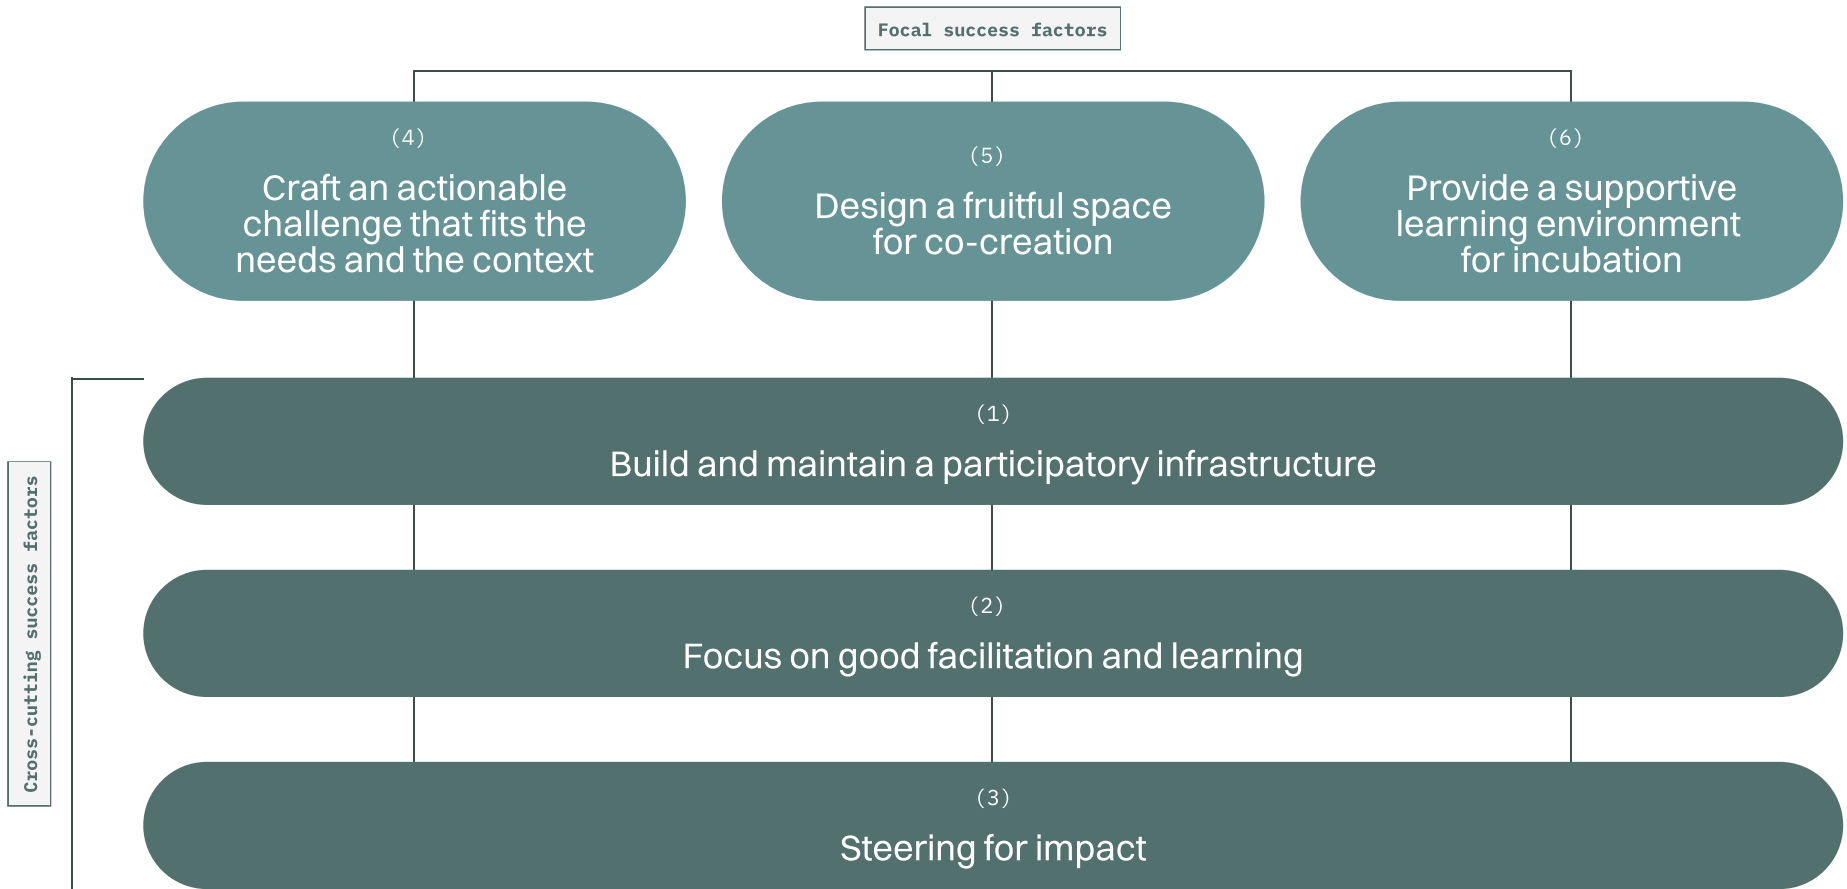 Focal success factors
(4)
Craft an actionable
challenge that fits the
needs and the context
(5)
Design a fruitful space
for co-creation
(6)
Provide a supportive
learning environment
for incubation
Cross-cutting success factors
(1)
Build and maintain a participatory infrastructure
(2)
Focus on good facilitation and learning
(3)
Steering for impact